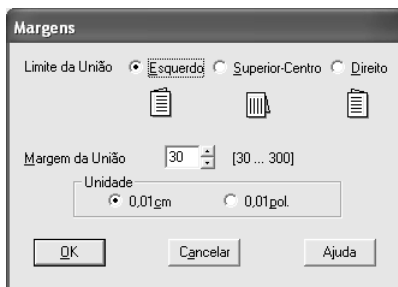 Margens
Limite da União Esquerdo Superior-Centro Direito
Margem da União 30 [30 ... 300]
Unidade
0,01cm 0,01pol.
OK Cancelar Ajuda